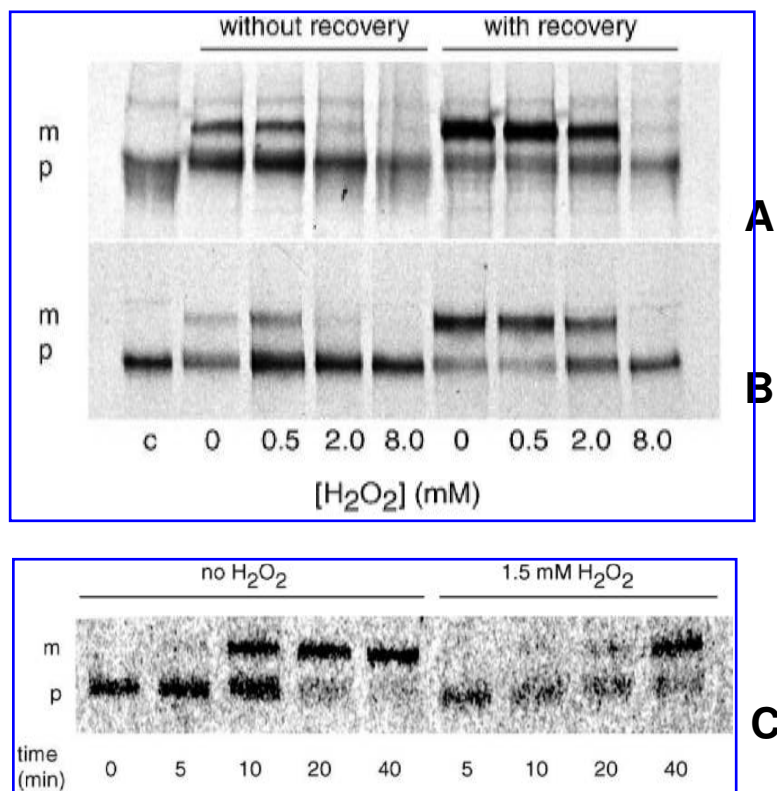 without recovery with recovery
m
p
A
m
p
B
c 0 0.5 2.0 8.0 0 0.5 2.0 8.0
[H2O2] (mM)
no H2O2 1.5 mM H2O2
m
p
C
time
(min) 0 5 10 20 40 5 10 20 40